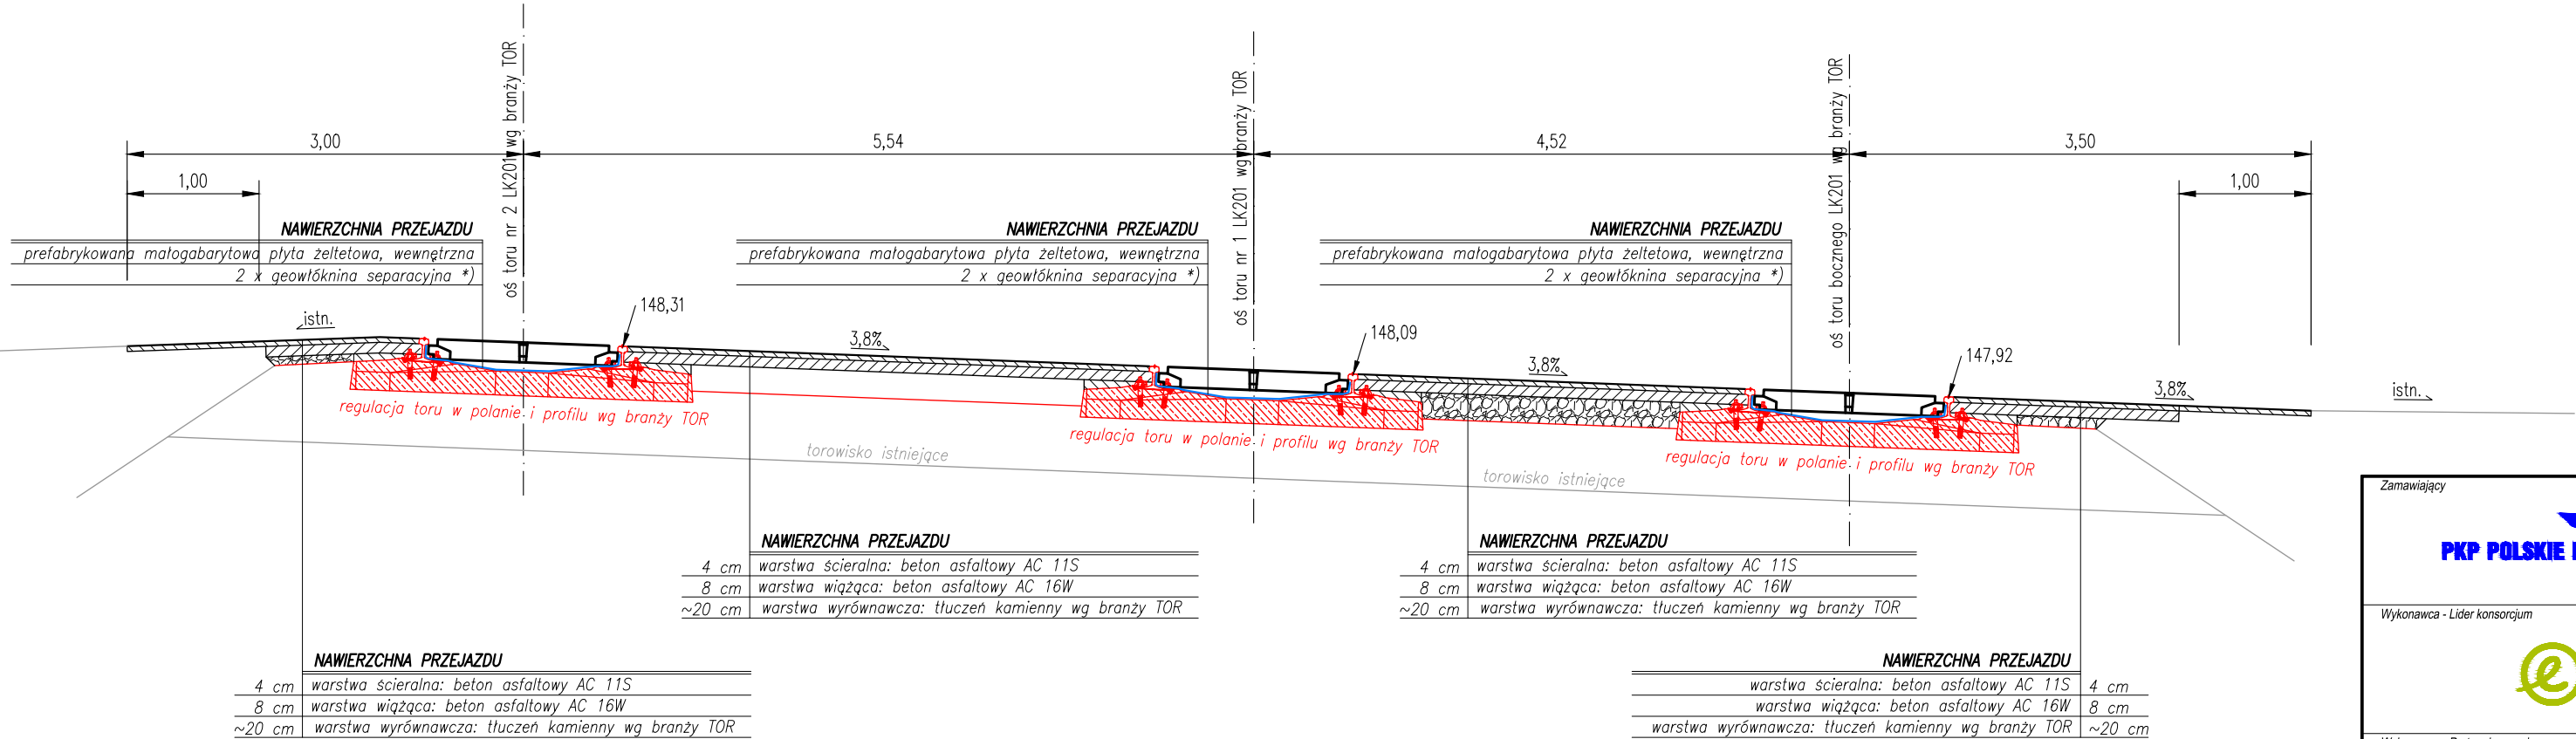 oś toru nr 2 LK201 wg branży TOR
oś toru nr 1 LK201 wg branży TOR
oś toru bocznego LK201 wg branży TOR
3,00
5,54
4,52
3,50
1,00
1,00
NAWIERZCHNIA PRZEJAZDU
prefabrykowana małogabarytowa płyta żeltetowa, wewnętrzna
2 x geowłóknina separacyjna *)
NAWIERZCHNIA PRZEJAZDU
prefabrykowana małogabarytowa płyta żeltetowa, wewnętrzna
2 x geowłóknina separacyjna *)
NAWIERZCHNIA PRZEJAZDU
prefabrykowana małogabarytowa płyta żeltetowa, wewnętrzna
2 x geowłóknina separacyjna *)
istn.
148,31
3,8%
148,09
3,8%
147,92
3,8%
istn.
regulacja toru w polanie i profilu wg branży TOR
regulacja toru w polanie i profilu wg branży TOR
regulacja toru w polanie i profilu wg branży TOR
torowisko istniejące
torowisko istniejące
NAWIERZCHNA PRZEJAZDU
4 cm warstwa ścieralna: beton asfaltowy AC 11S
8 cm warstwa wiążąca: beton asfaltowy AC 16W
~20 cm warstwa wyrównawcza: tłuczeń kamienny wg branży TOR
NAWIERZCHNA PRZEJAZDU
4 cm warstwa ścieralna: beton asfaltowy AC 11S
8 cm warstwa wiążąca: beton asfaltowy AC 16W
~20 cm warstwa wyrównawcza: tłuczeń kamienny wg branży TOR
NAWIERZCHNA PRZEJAZDU
4 cm warstwa ścieralna: beton asfaltowy AC 11S
8 cm warstwa wiążąca: beton asfaltowy AC 16W
~20 cm warstwa wyrównawcza: tłuczeń kamienny wg branży TOR
NAWIERZCHNA PRZEJAZDU
warstwa ścieralna: beton asfaltowy AC 11S 4 cm
warstwa wiążąca: beton asfaltowy AC 16W 8 cm
warstwa wyrównawcza: tłuczeń kamienny wg branży TOR ~20 cm
Zamawiający
PKP POLSKIE
Wykonawca - Lider konsorcjum
e